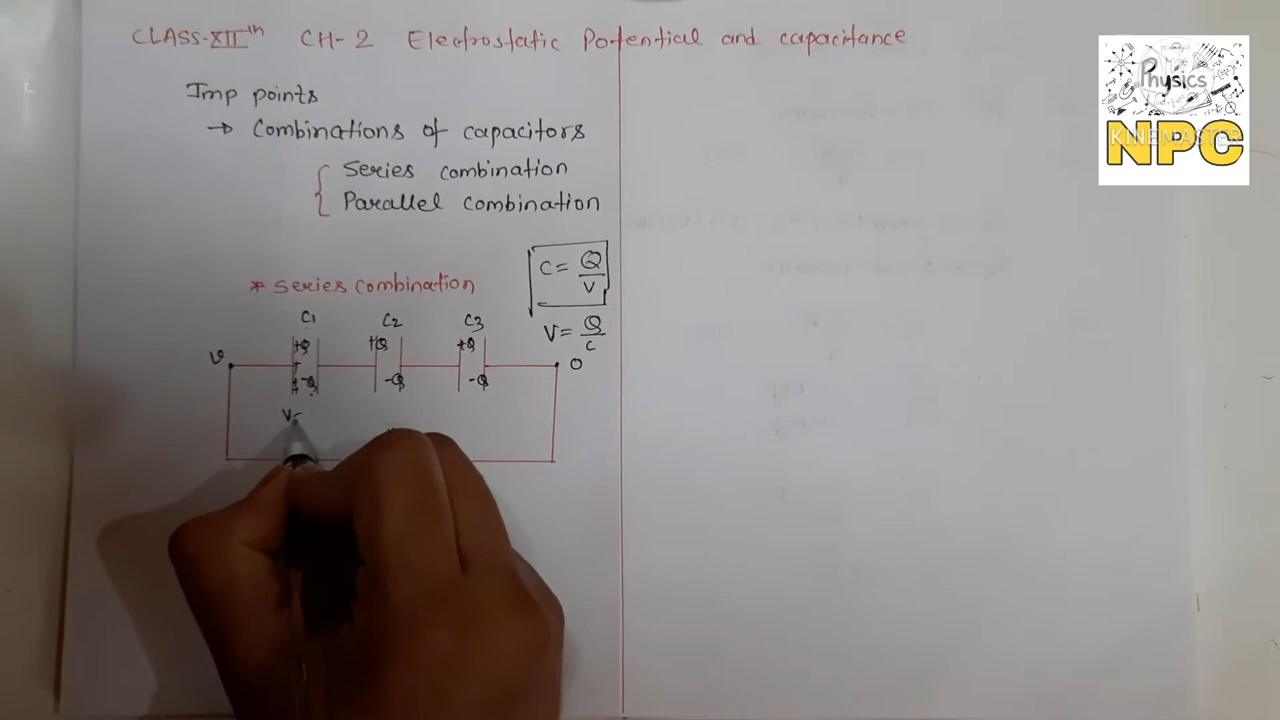 CLASS-XIIth CH-2 Electrostatic Potential and capacitance
Imp points
→ Combinations of capacitors
Series combination
Parallel combination
* Series combination
C = Q/V
V = Q/C
C1 C2 C3
+Q +Q +Q
V 0
-Q -Q -Q
V=
Physics
KINEMASTER
NPC